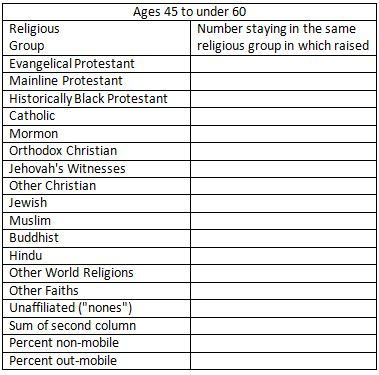 Ages 45 to under 60
Religious Group
Number staying in the same religious group in which raised
Evangelical Protestant
Mainline Protestant
Historically Black Protestant
Catholic
Mormon
Orthodox Christian
Jehovah's Witnesses
Other Christian
Jewish
Muslim
Buddhist
Hindu
Other World Religions
Other Faiths
Unaffiliated ("nones")
Sum of second column
Percent non-mobile
Percent out-mobile